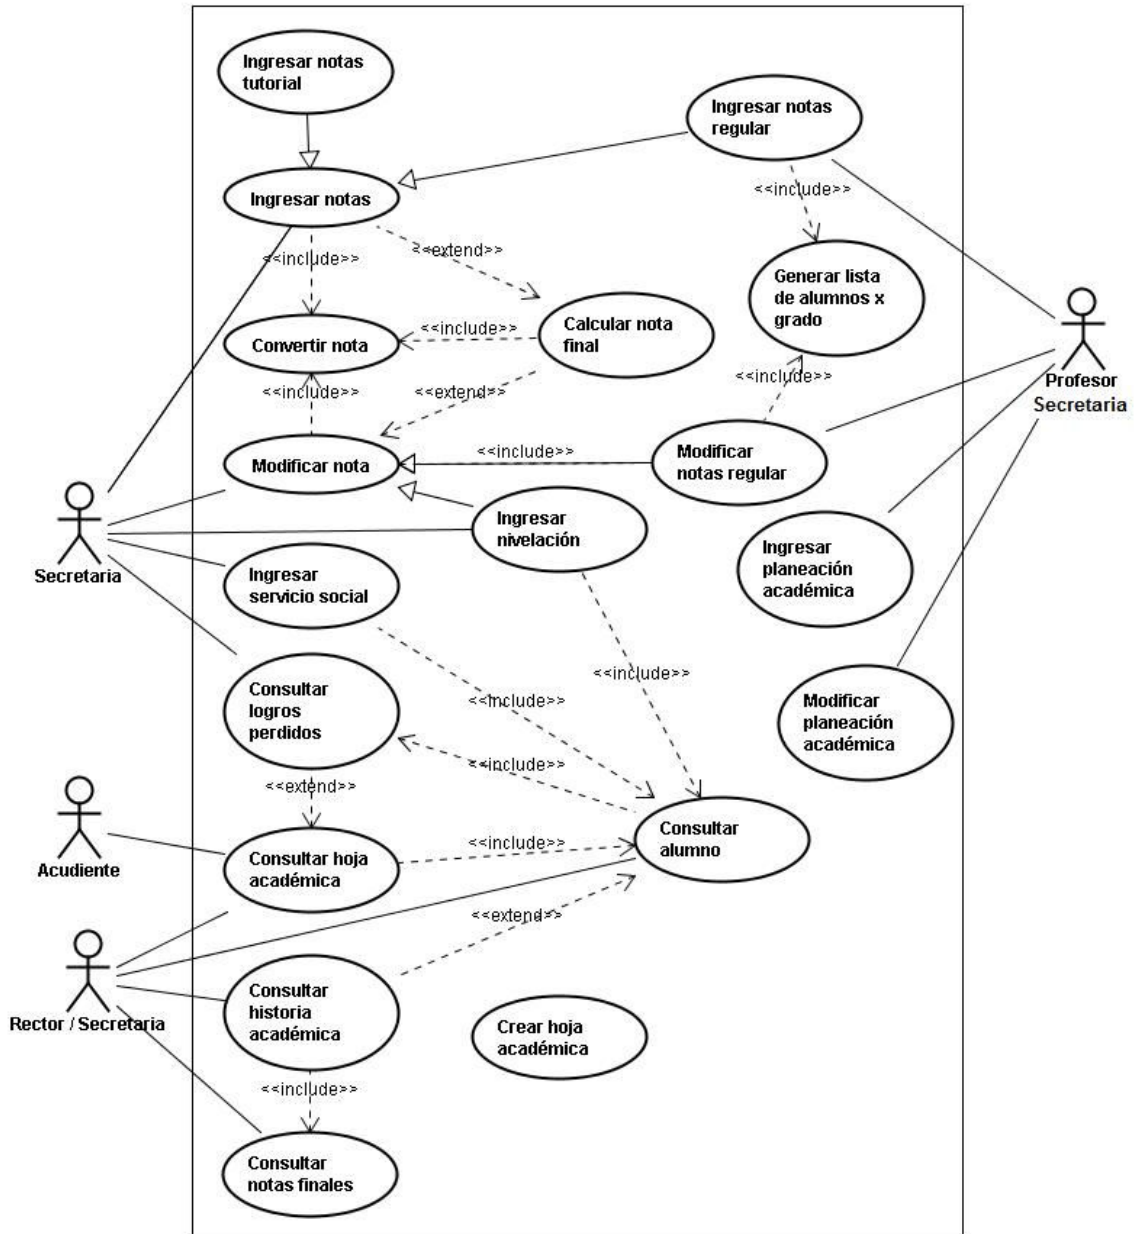 Ingresar notas
tutorial
Ingresar notas
regular
<<include>>
Ingresar notas
<<extend>>
<<include>>
Generar lista
de alumnos x
grado
Calcular nota
final
<<include>>
Convertir nota
<<include>>
<<extend>>
<<include>>
Profesor
Secretaria
Modificar
notas regular
<<include>>
Modificar nota
Ingresar
nivelación
Secretaria
Ingresar
servicio social
Ingresar
planeación
académica
<<include>>
Consultar
logros
perdidos
<<include>>
Modificar
planeación
académica
<<include>>
<<extend>>
Acudiente
Consultar hoja
académica
<<include>>
Consultar
alumno
<<extend>>
Rector / Secretaria
Consultar
historia
académica
Crear hoja
académica
<<include>>
Consultar
notas finales